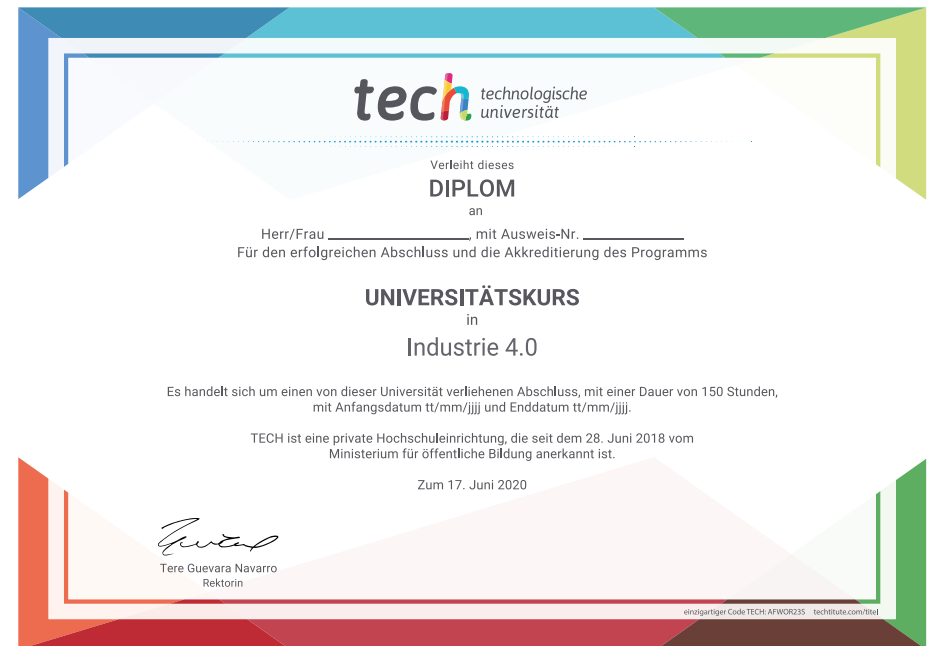 tech technologische
universität
Verleiht dieses
DIPLOM
an
Herr/Frau ____________________, mit Ausweis-Nr. ______________
Für den erfolgreichen Abschluss und die Akkreditierung des Programms
UNIVERSITÄTSKURS
in
Industrie 4.0
Es handelt sich um einen von dieser Universität verliehenen Abschluss, mit einer Dauer von 150 Stunden,
mit Anfangsdatum tt/mm/jjjj und Enddatum tt/mm/jjjj.
TECH ist eine private Hochschuleinrichtung, die seit dem 28. Juni 2018 vom
Ministerium für öffentliche Bildung anerkannt ist.
Zum 17. Juni 2020
Tere Guevara Navarro
Rektorin
einzigartiger Code TECH: AFWOR23S techtitute.com/titel